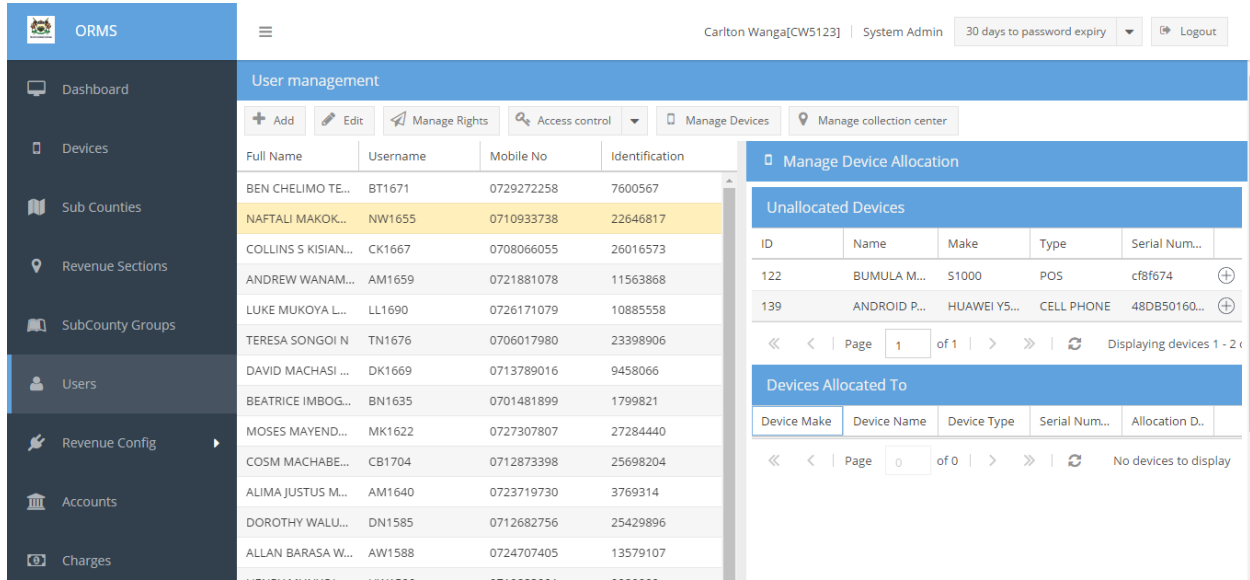 ORMS
Carlton Wanga[CW5123] System Admin 30 days to password expiry Logout
Dashboard
Devices
Sub Counties
Revenue Sections
SubCounty Groups
Users
Revenue Config
Accounts
Charges
User management
Add Edit Manage Rights Access control Manage Devices Manage collection center
Full Name Username Mobile No Identification
BEN CHELIMO TE... BT1671 0729272258 7600567
NAFTALI MAKOK... NW1655 0710933738 22646817
COLLINS S KISIAN... CK1667 0708066055 26016573
ANDREW WANAM... AM1659 0721881078 11563868
LUKE MUKOYA L... LL1690 0726171079 10885558
TERESA SONGOI N TN1676 0706017980 23398906
DAVID MACHASI ... DK1669 0713789016 9458066
BEATRICE IMBOG... BN1635 0701481899 1799821
MOSES MAYEND... MK1622 0727307807 27284440
COSM MACHABE... CB1704 0712873398 25698204
ALIMA JUSTUS M... AM1640 0723719730 3769314
DOROTHY WALU... DN1585 0712682756 25429896
ALLAN BARASA W... AW1588 0724707405 13579107
Manage Device Allocation
Unallocated Devices
ID Name Make Type Serial Num...
122 BUMULA M... S1000 POS cf8f674
139 ANDROID P... HUAWEI Y5... CELL PHONE 48DB50160...
Page 1 of 1 Displaying devices 1 - 2
Devices Allocated To
Device Make Device Name Device Type Serial Num... Allocation D..
Page 0 of 0 No devices to display